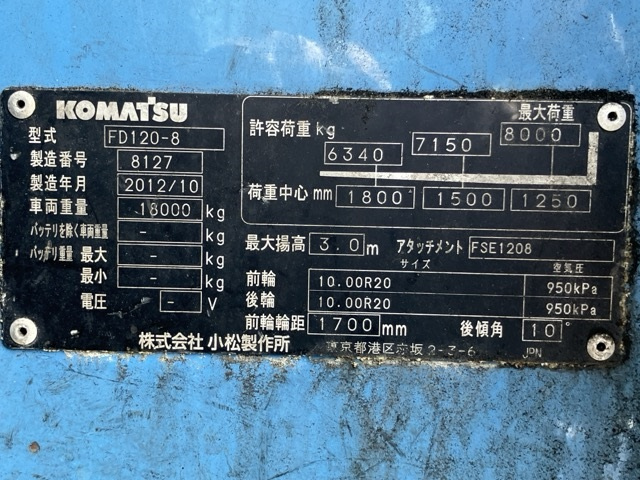 KOMATSU
型式 FD120-8
製造番号 8127
製造年月 2012/10
車両重量 18000 kg
バッテリを除く車両重量 - kg
バッテリ重量 最大 - kg
最小 - kg
電圧 - V
許容荷重 kg 6340 7150 最大荷重 8000
荷重中心 mm 1800 1500 1250
最大揚高 3.0 m アタッチメント FSE1208
サイズ 空気圧
前輪 10.00R20 950 kPa
後輪 10.00R20 950 kPa
前輪輪距 1700 mm 後傾角 10°
株式会社 小松製作所 東京都港区赤坂 2-3-6 JPN